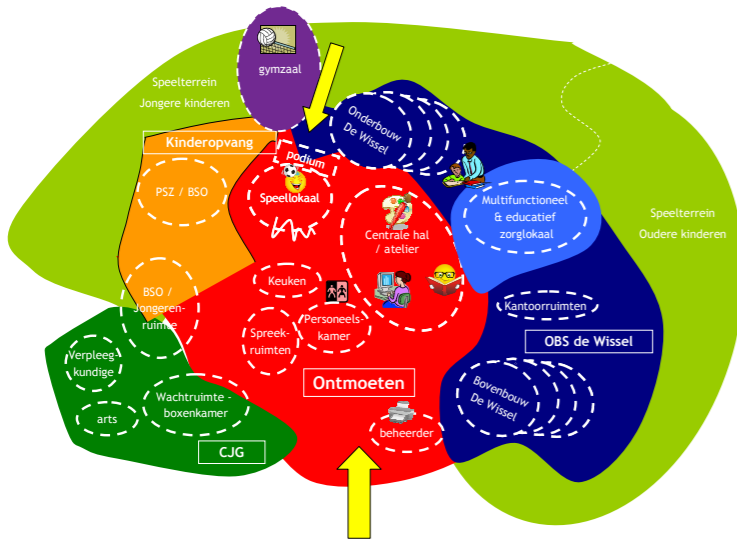 gymzaal
Speelterrein
Jongere kinderen
Onderbouw
De Wissel
Kinderopvang
podium
PSZ / BSO
Speellokaal
Multifunctioneel
& educatief
zorglokaal
Speelterrein
Oudere kinderen
Centrale hal
/ atelier
Keuken
BSO /
Jongeren-
ruimte
Kantoorruimten
Personeels-
kamer
Spreek-
ruimten
OBS de Wissel
Verpleeg-
kundige
Ontmoeten
Bovenbouw
De Wissel
Wachtruimte -
boxenkamer
arts
beheerder
CJG